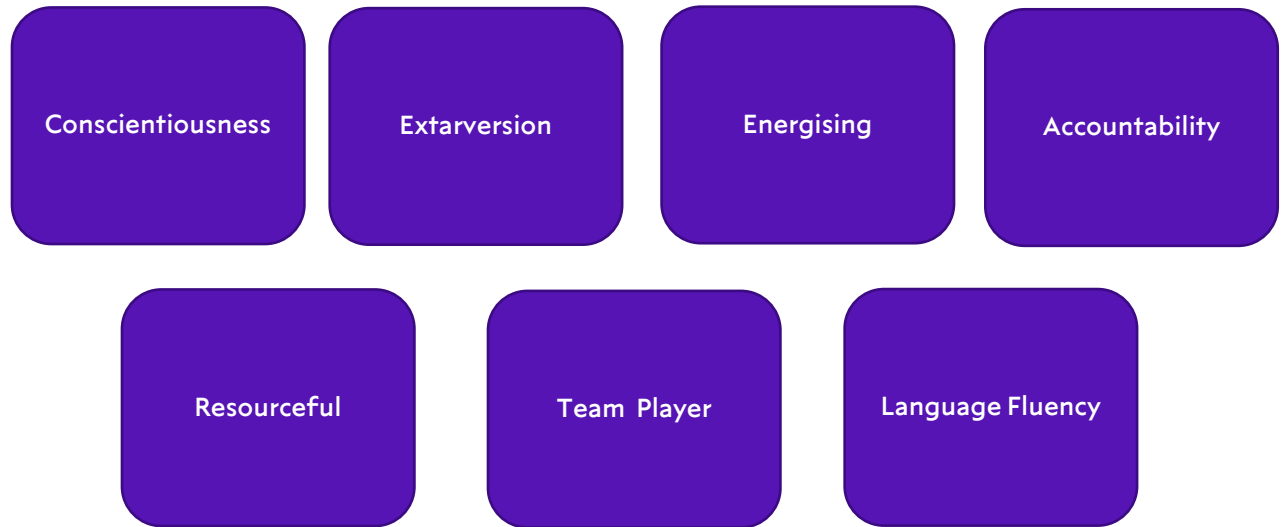 Conscientiousness
Extarversion
Energising
Accountability
Resourceful
Team Player
Language Fluency